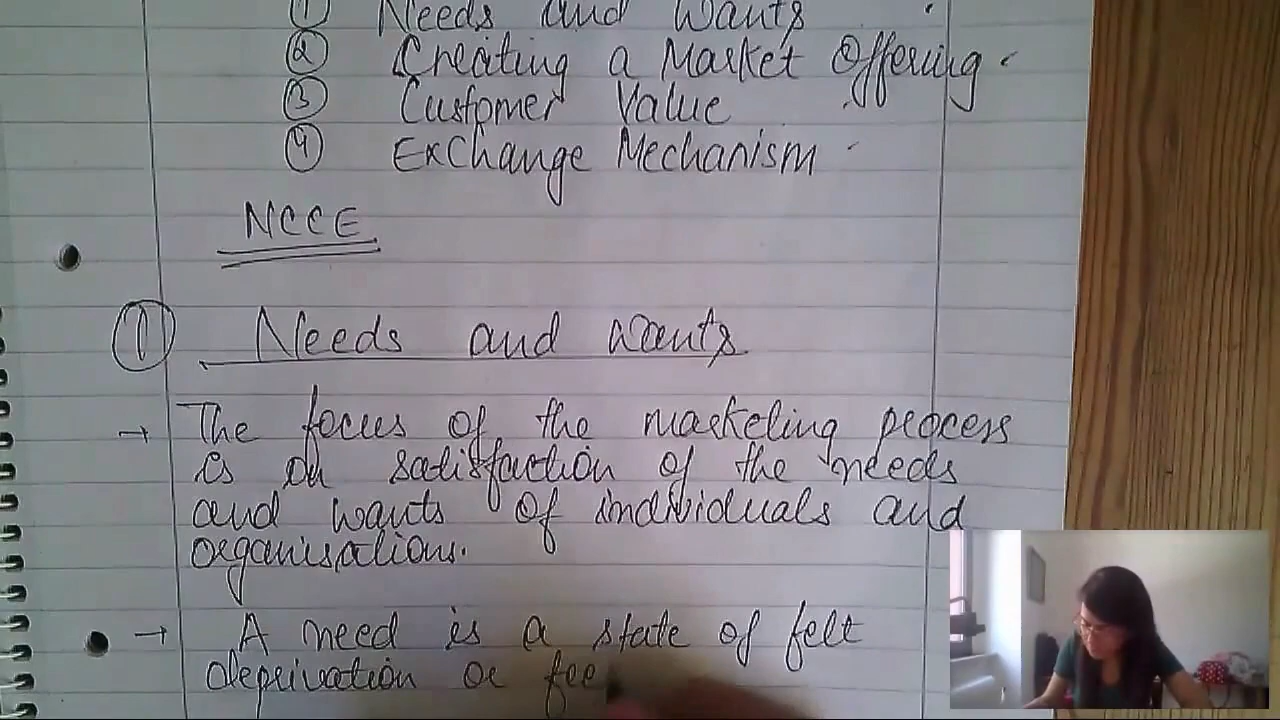 ① Needs and Wants
② Creating a Market Offering
③ Customer Value
④ Exchange Mechanism
NCCE
① Needs and Wants
→ The focus of the marketing process
is on satisfaction of the needs
and wants of individuals and
organisations.
→ A need is a state of felt
deprivation or fee